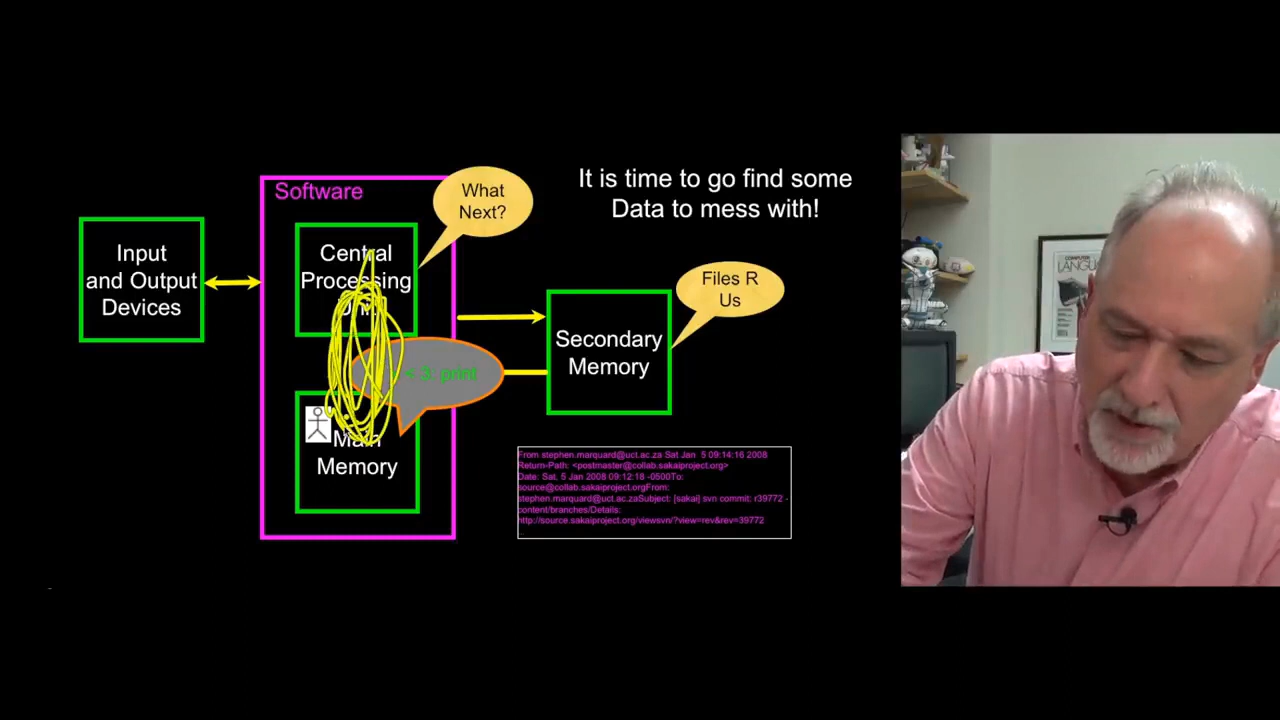 It is time to go find some
Data to mess with!
Software
What
Next?
Input
and Output
Devices
Central
Processing
Files R
Us
Secondary
Memory
< 3: print
Main
Memory
From stephen.marquard@uct.ac.za Sat Jan  5 09:14:16 2008
Return-Path: <postmaster@collab.sakaiproject.org>
Date: Sat, 5 Jan 2008 09:12:18 -0500To:
source@collab.sakaiproject.orgFrom:
stephen.marquard@uct.ac.zaSubject: [sakai] svn commit: r39772 -
content/branches/Details:
http://source.sakaiproject.org/viewsvn/?view=rev&rev=39772
...
COMPUTER